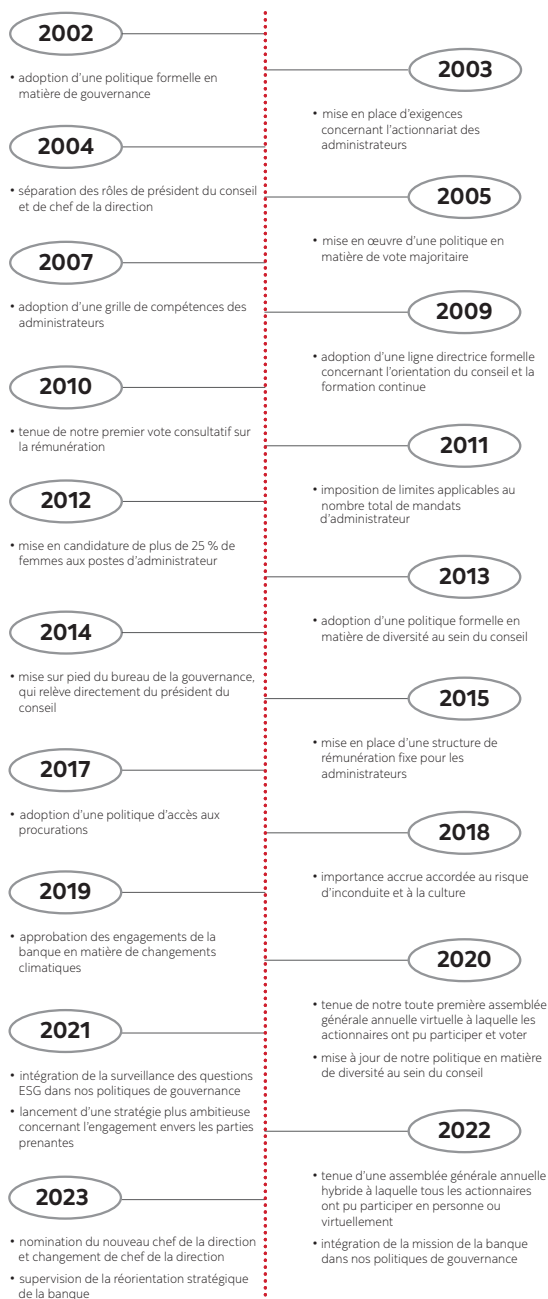 2002
• adoption d'une politique formelle en
matière de gouvernance
2003
• mise en place d'exigences
concernant l'actionnariat des
administrateurs
2004
• séparation des rôles de président du conseil
et de chef de la direction
2005
• mise en œuvre d'une politique en
matière de vote majoritaire
2007
• adoption d'une grille de compétences des
administrateurs
2009
• adoption d'une ligne directrice formelle
concernant l'orientation du conseil et la
formation continue
2010
• tenue de notre premier vote consultatif sur
la rémunération
2011
• imposition de limites applicables au
nombre total de mandats
d'administrateur
2012
• mise en candidature de plus de 25 % de
femmes aux postes d'administrateur
2013
• adoption d'une politique formelle en
matière de diversité au sein du conseil
2014
• mise sur pied du bureau de la gouvernance,
qui relève directement du président du
conseil
2015
• mise en place d'une structure de
rémunération fixe pour les
administrateurs
2017
• adoption d'une politique d'accès aux
procurations
2018
• importance accrue accordée au risque
d'inconduite et à la culture
2019
• approbation des engagements de la
banque en matière de changements
climatiques
2020
• tenue de notre toute première assemblée
générale annuelle virtuelle à laquelle les
actionnaires ont pu participer et voter
• mise à jour de notre politique en matière
de diversité au sein du conseil
2021
• intégration de la surveillance des questions
ESG dans nos politiques de gouvernance
• lancement d'une stratégie plus ambitieuse
concernant l'engagement envers les parties
prenantes
2022
• tenue d'une assemblée générale annuelle
hybride à laquelle tous les actionnaires
ont pu participer en personne ou
virtuellement
• intégration de la mission de la banque
dans nos politiques de gouvernance
2023
• nomination du nouveau chef de la direction
et changement de chef de la direction
• supervision de la réorientation stratégique
de la banque